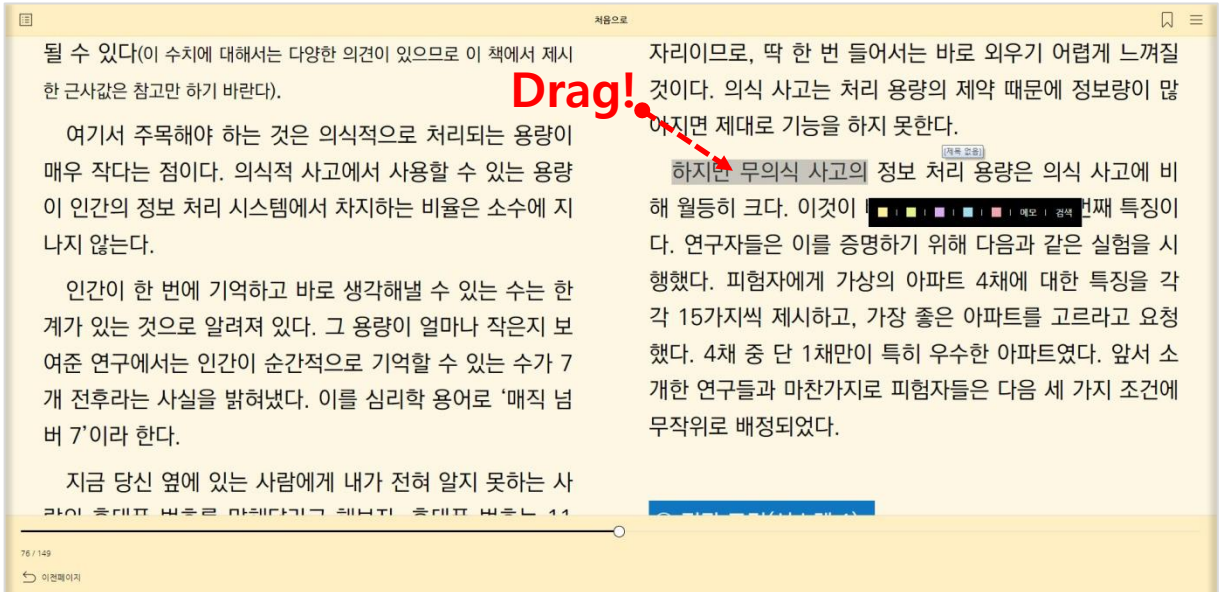 처음으로
될 수 있다(이 수치에 대해서는 다양한 의견이 있으므로 이 책에서 제시
한 근사값은 참고만 하기 바란다).
여기서 주목해야 하는 것은 의식적으로 처리되는 용량이
매우 작다는 점이다. 의식적 사고에서 사용할 수 있는 용량
이 인간의 정보 처리 시스템에서 차지하는 비율은 소수에 지
나지 않는다.
인간이 한 번에 기억하고 바로 생각해낼 수 있는 수는 한
계가 있는 것으로 알려져 있다. 그 용량이 얼마나 작은지 보
여준 연구에서는 인간이 순간적으로 기억할 수 있는 수가 7
개 전후라는 사실을 밝혀냈다. 이를 심리학 용어로 ‘매직 넘
버 7’이라 한다.
지금 당신 옆에 있는 사람에게 내가 전혀 알지 못하는 사
Drag!
자리이므로, 딱 한 번 들어서는 바로 외우기 어렵게 느껴질
것이다. 의식 사고는 처리 용량의 제약 때문에 정보량이 많
아지면 제대로 기능을 하지 못한다.
[제목 없음]
하지만 무의식 사고의 정보 처리 용량은 의식 사고에 비
해 월등히 크다. 이것이 번째 특징이
메모 | 검색
다. 연구자들은 이를 증명하기 위해 다음과 같은 실험을 시
행했다. 피험자에게 가상의 아파트 4채에 대한 특징을 각
각 15가지씩 제시하고, 가장 좋은 아파트를 고르라고 요청
했다. 4채 중 단 1채만이 특히 우수한 아파트였다. 앞서 소
개한 연구들과 마찬가지로 피험자들은 다음 세 가지 조건에
무작위로 배정되었다.
76 / 149
이전페이지